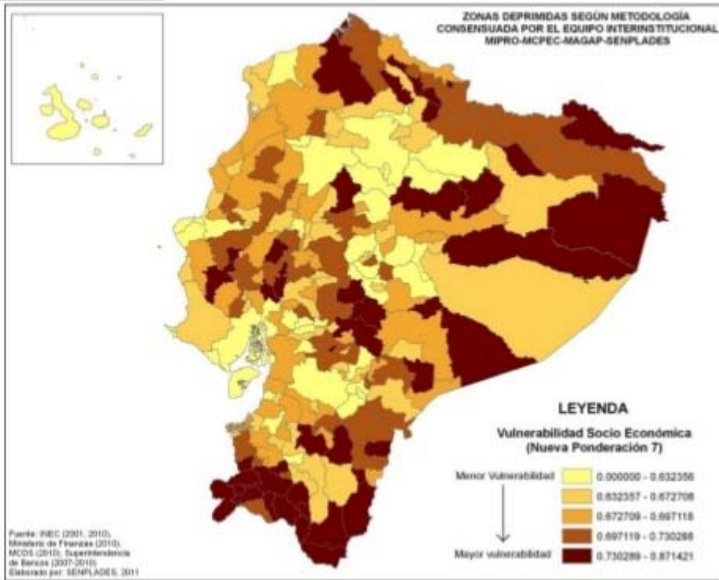 ZONAS DEPRIMIDAS SEGÚN METODOLOGÍA
CONSENSUADA POR EL EQUIPO INTERINSTITUCIONAL
MIPRO-MCPEC-MAGAP-SENPLADES
LEYENDA
Vulnerabilidad Socio Económica
(Nueva Ponderación 7)
Menor Vulnerabilidad
Mayor vulnerabilidad
0.000000 - 0.632356
0.632357 - 0.672708
0.672709 - 0.697118
0.697119 - 0.730288
0.730289 - 0.871421
Fuente: INEC (2001, 2010),
Ministerio de Finanzas (2010),
MCDS (2010), Superintendencia
de Bancos (2007-2010)
Elaborado por: SENPLADES, 2011